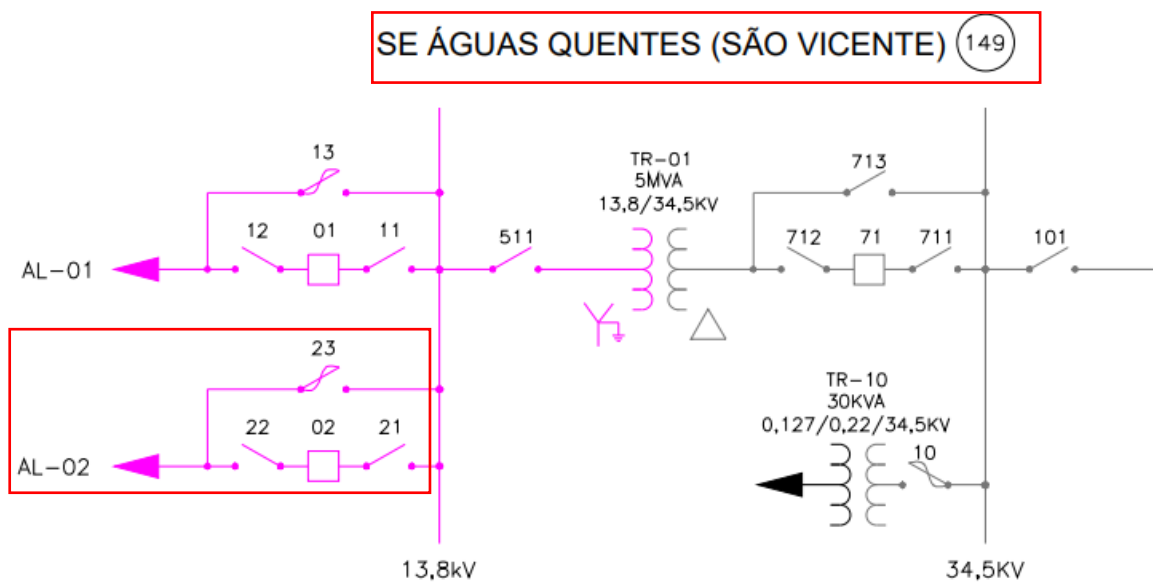 SE ÁGUAS QUENTES (SÃO VICENTE) 149
13
TR-01
5MVA
13,8/34,5KV
713
12 01 11
511
712 71 711
101
AL-01
23
TR-10
30KVA
0,127/0,22/34,5KV
22 02 21
10
AL-02
13,8kV
34,5KV